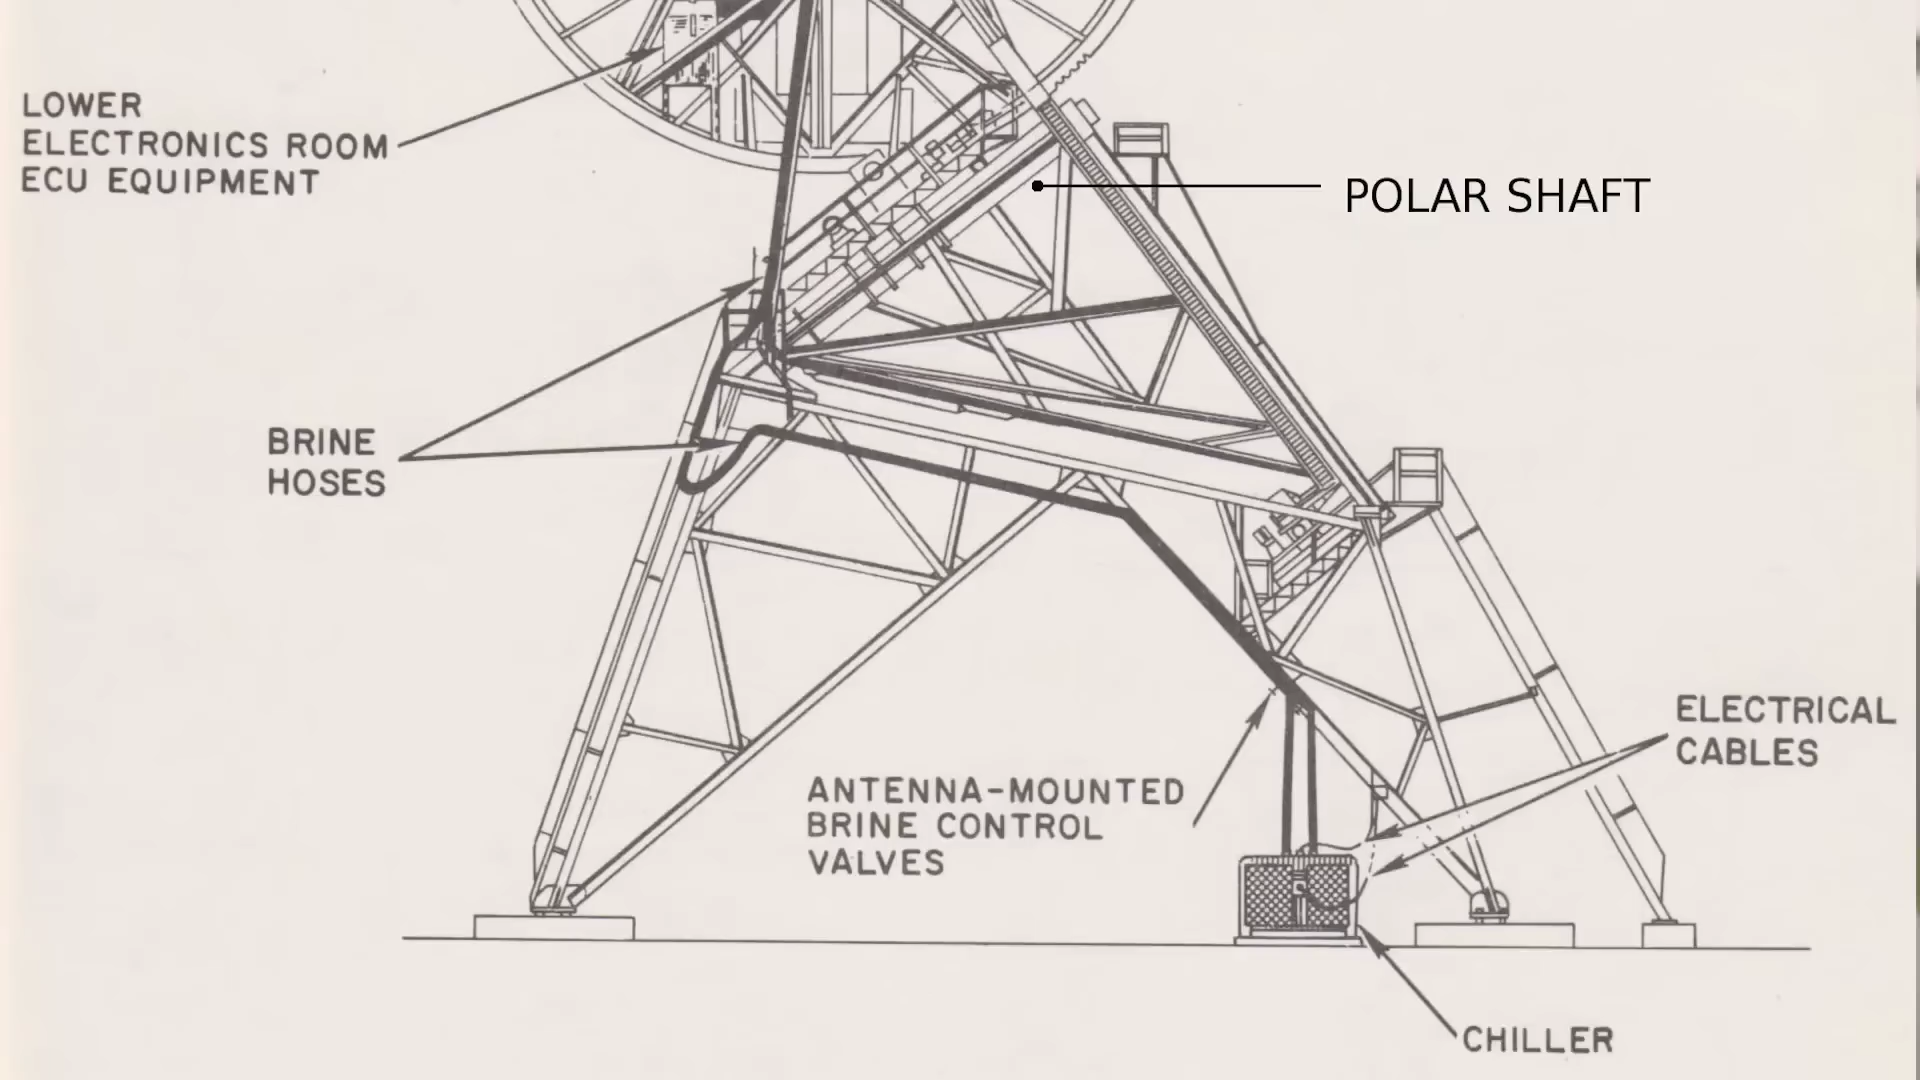 LOWER
ELECTRONICS ROOM
ECU EQUIPMENT
POLAR SHAFT
BRINE
HOSES
ELECTRICAL
CABLES
ANTENNA-MOUNTED
BRINE CONTROL
VALVES
CHILLER